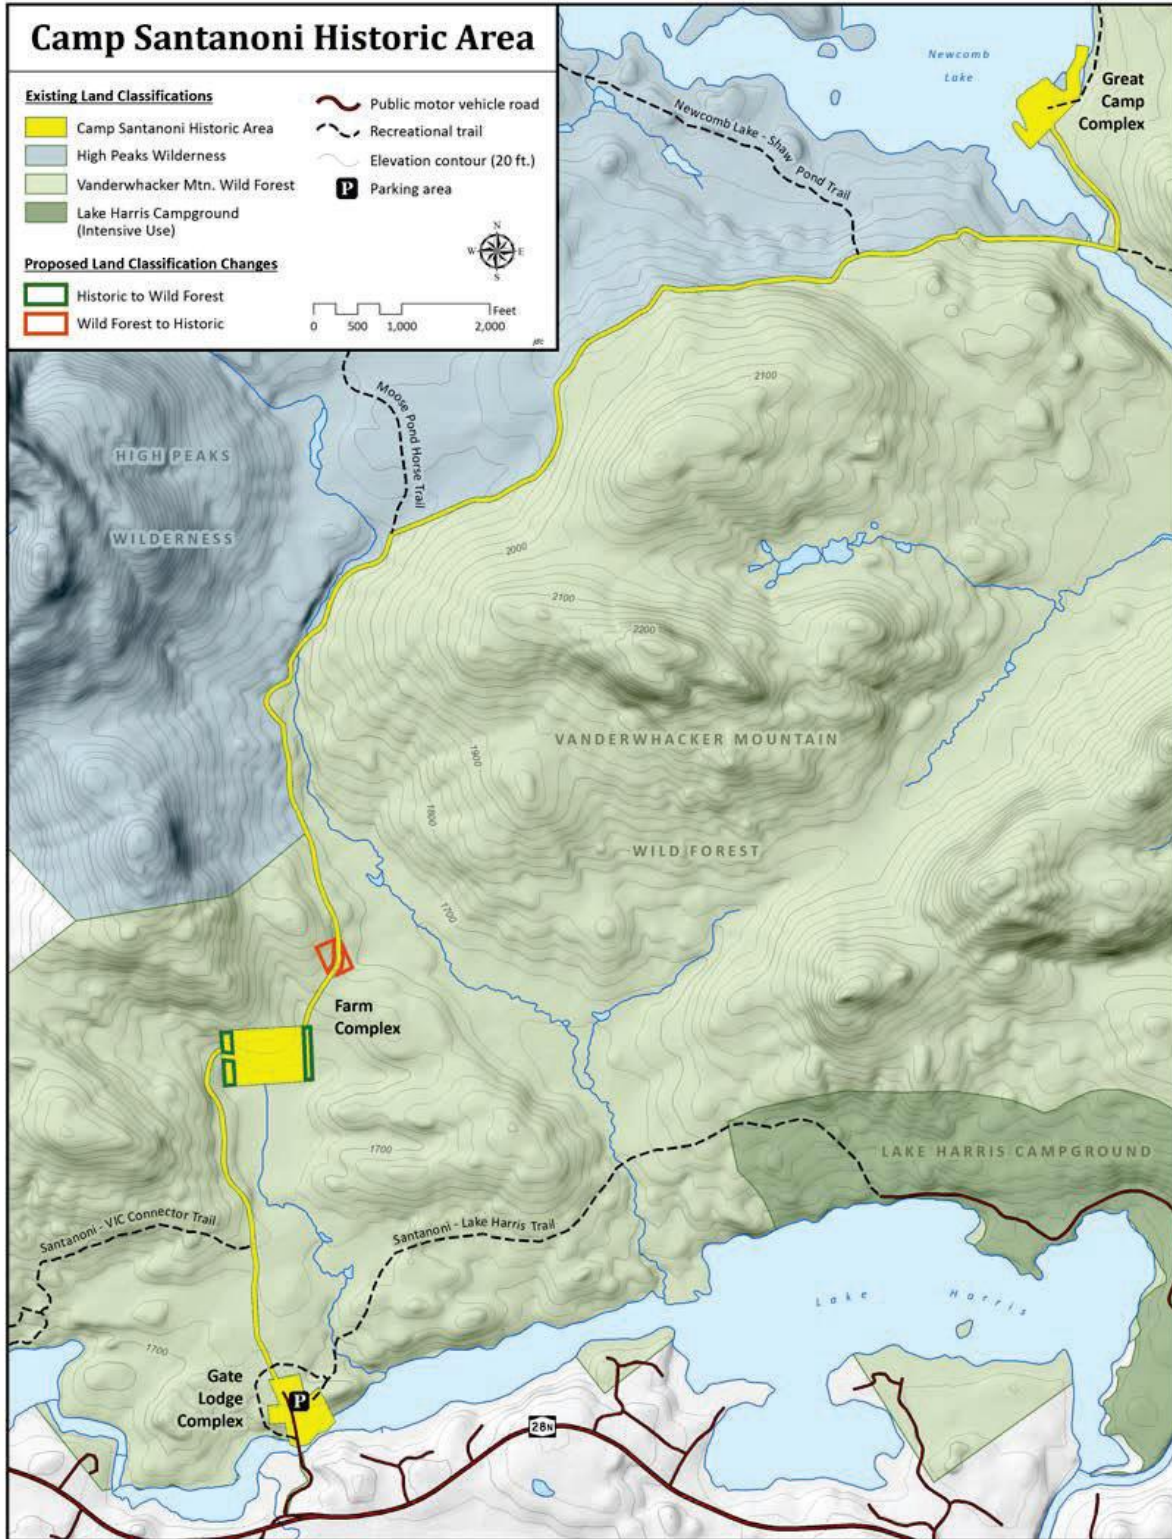 Camp Santanoni Historic Area
Existing Land Classifications
Camp Santanoni Historic Area
High Peaks Wilderness
Vanderwhacker Mtn. Wild Forest
Lake Harris Campground
(Intensive Use)
Proposed Land Classification Changes
Historic to Wild Forest
Wild Forest to Historic
Public motor vehicle road
Recreational trail
Elevation contour (20 ft.)
P
Parking area
N
W E
S
Feet
0 500 1,000 2,000
Newcomb
Lake
Great
Camp
Complex
Newcomb Lake - Shaw Pond Trail
2100
Moose Pond Horse Trail
HIGH PEAKS
WILDERNESS
2000
2100
2200
VANDERWHACKER MOUNTAIN
1900
1800
WILD FOREST
1700
Farm
Complex
1700
LAKE HARRIS CAMPGROUND
Santanoni - VIC Connector Trail
Santanoni - Lake Harris Trail
Lake Harris
1700
Gate
Lodge
Complex
P
28N